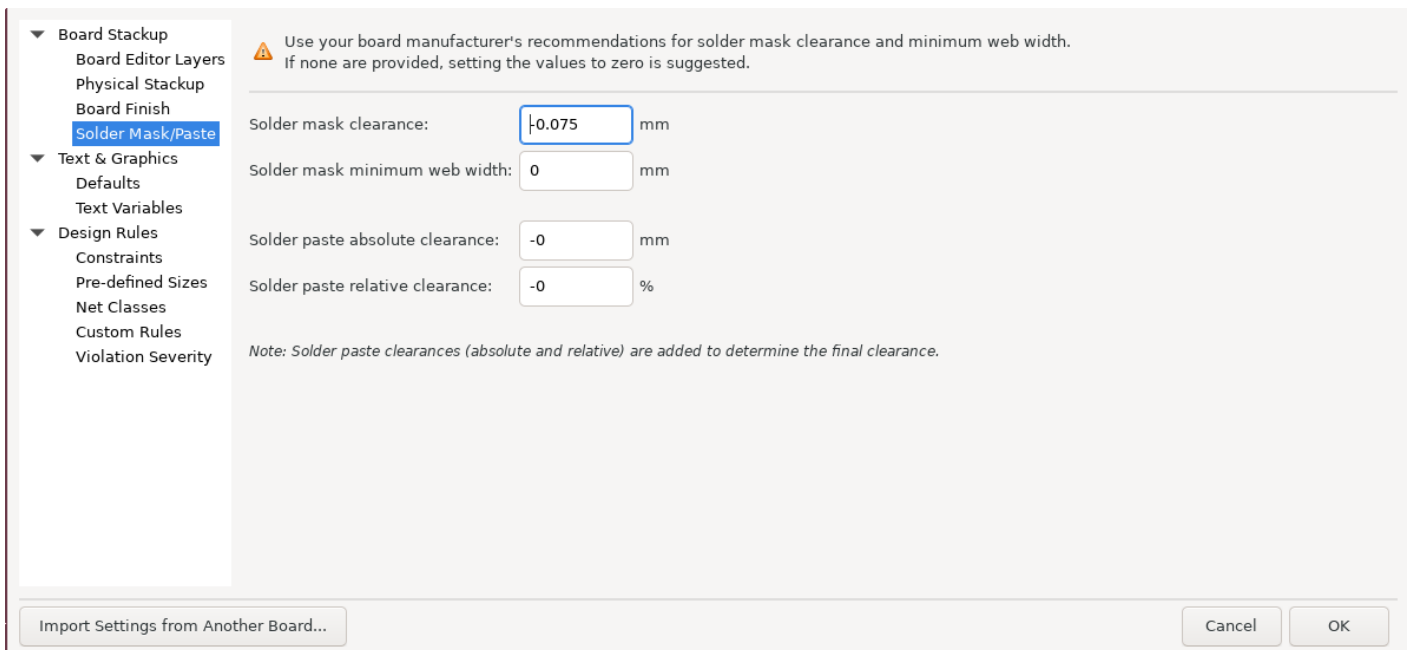 Board Stackup
Board Editor Layers
Physical Stackup
Board Finish
Solder Mask/Paste
Text & Graphics
Defaults
Text Variables
Design Rules
Constraints
Pre-defined Sizes
Net Classes
Custom Rules
Violation Severity
Use your board manufacturer's recommendations for solder mask clearance and minimum web width.
If none are provided, setting the values to zero is suggested.
Solder mask clearance: -0.075 mm
Solder mask minimum web width: 0 mm
Solder paste absolute clearance: -0 mm
Solder paste relative clearance: -0 %
Note: Solder paste clearances (absolute and relative) are added to determine the final clearance.
Import Settings from Another Board... Cancel OK